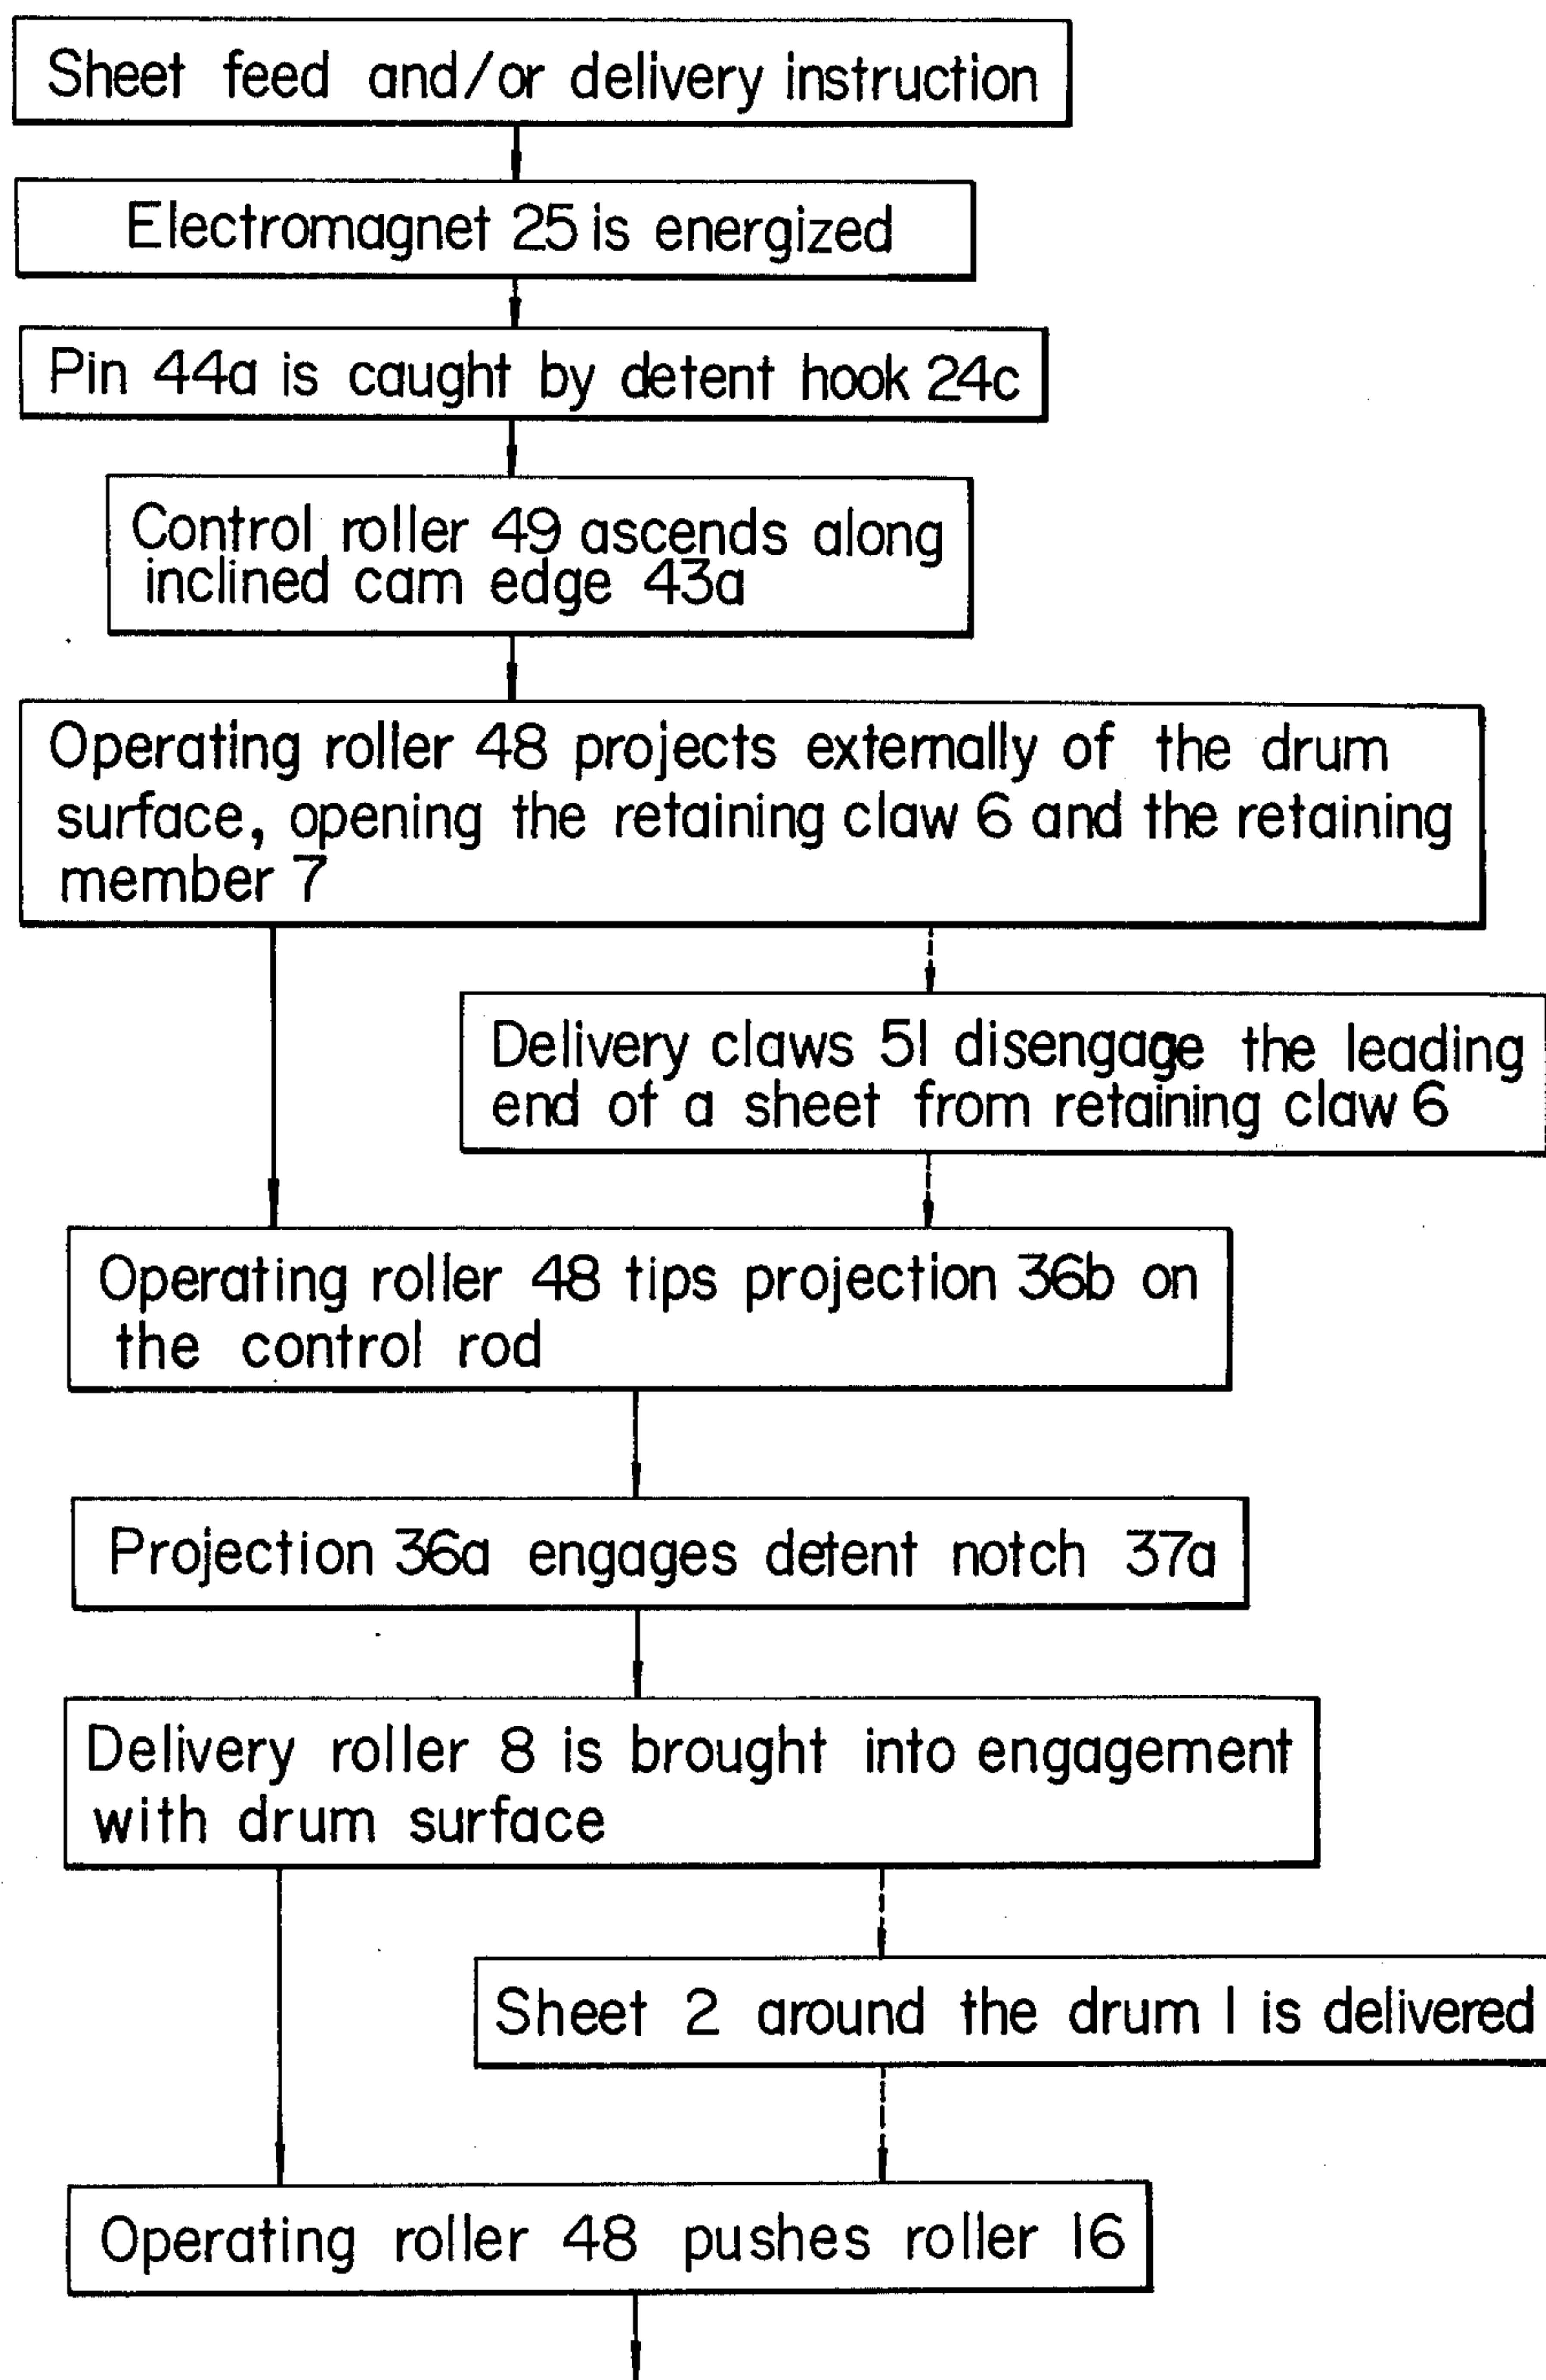 Sheet feed and/or delivery instruction
Electromagnet 25 is energized
Pin 44a is caught by detent hook 24c
Control roller 49 ascends along
inclined cam edge 43a
Operating roller 48 projects externally of the drum
surface, opening the retaining claw 6 and the retaining
member 7
Delivery claws 51 disengage the leading
end of a sheet from retaining claw 6
Operating roller 48 tips projection 36b on
the control rod
Projection 36a engages detent notch 37a
Delivery roller 8 is brought into engagement
with drum surface
Sheet 2 around the drum 1 is delivered
Operating roller 48 pushes roller 16